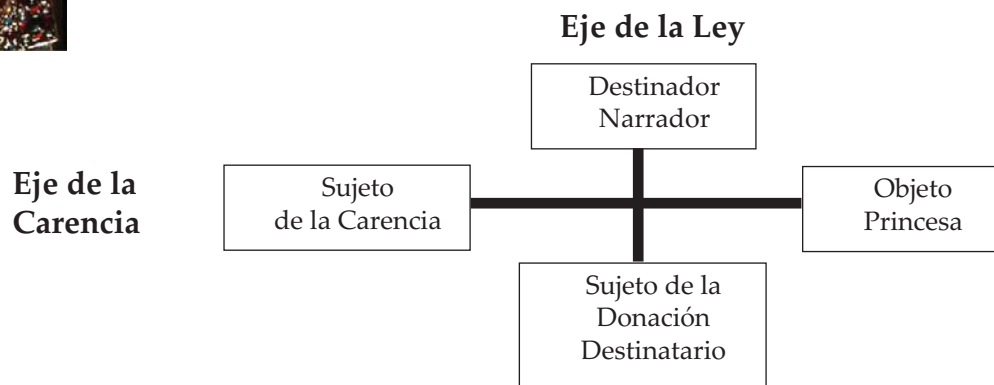 Eje de la Ley
Destinador
Narrador
Eje de la
Carencia
Sujeto
de la Carencia
Objeto
Princesa
Sujeto de la
Donación
Destinatario